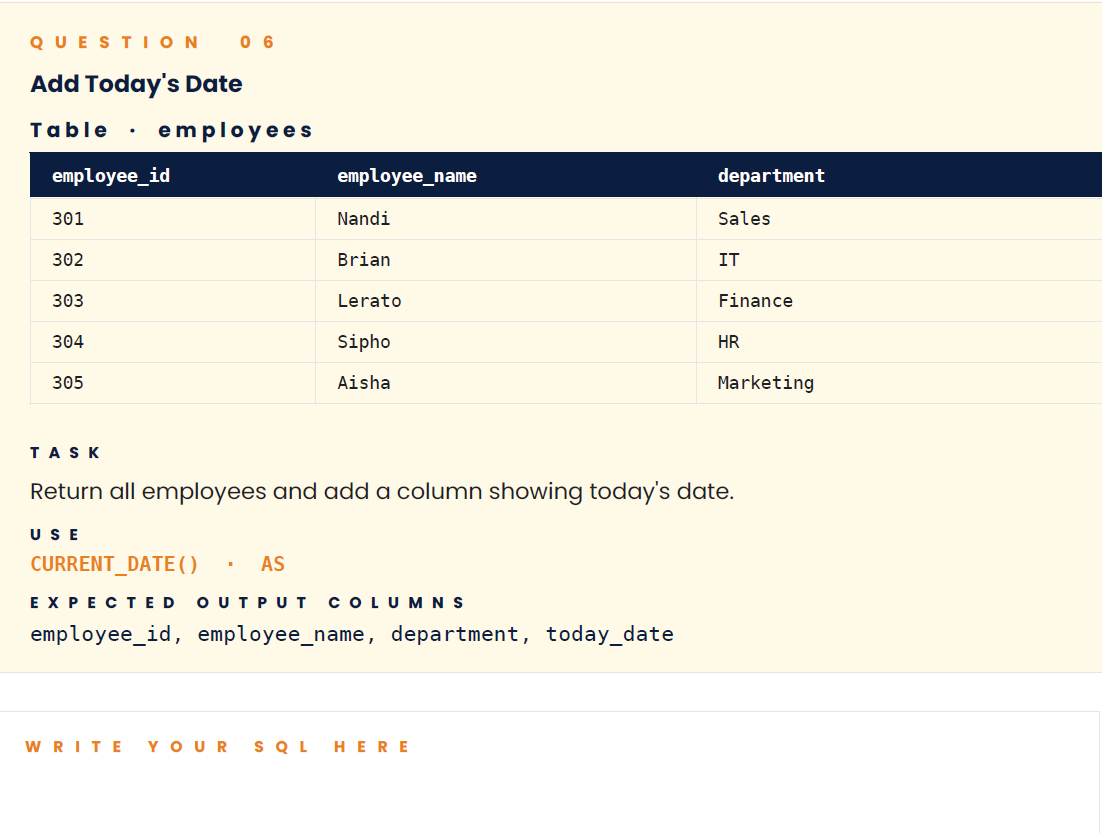 QUESTION 06
Add Today's Date
Table · employees
employee_id employee_name department
301 Nandi Sales
302 Brian IT
303 Lerato Finance
304 Sipho HR
305 Aisha Marketing
TASK
Return all employees and add a column showing today's date.
USE
CURRENT_DATE() · AS
EXPECTED OUTPUT COLUMNS
employee_id, employee_name, department, today_date
WRITE YOUR SQL HERE